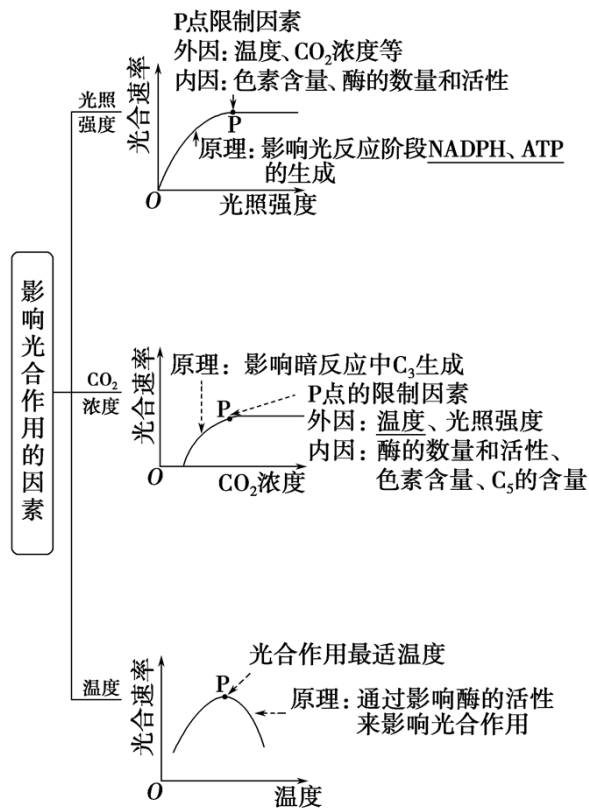 影响光合作用的因素
光照
强度
P点限制因素
外因：温度、CO₂浓度等
内因：色素含量、酶的数量和活性
光合速率
P
原理：影响光反应阶段NADPH、ATP
的生成
O
光照强度
CO₂
浓度
原理：影响暗反应中C₃生成
光合速率
P
P点的限制因素
外因：温度、光照强度
内因：酶的数量和活性、
色素含量、C₅的含量
O
CO₂浓度
温度
光合作用最适温度
光合速率
P
原理：通过影响酶的活性
来影响光合作用
O
温度